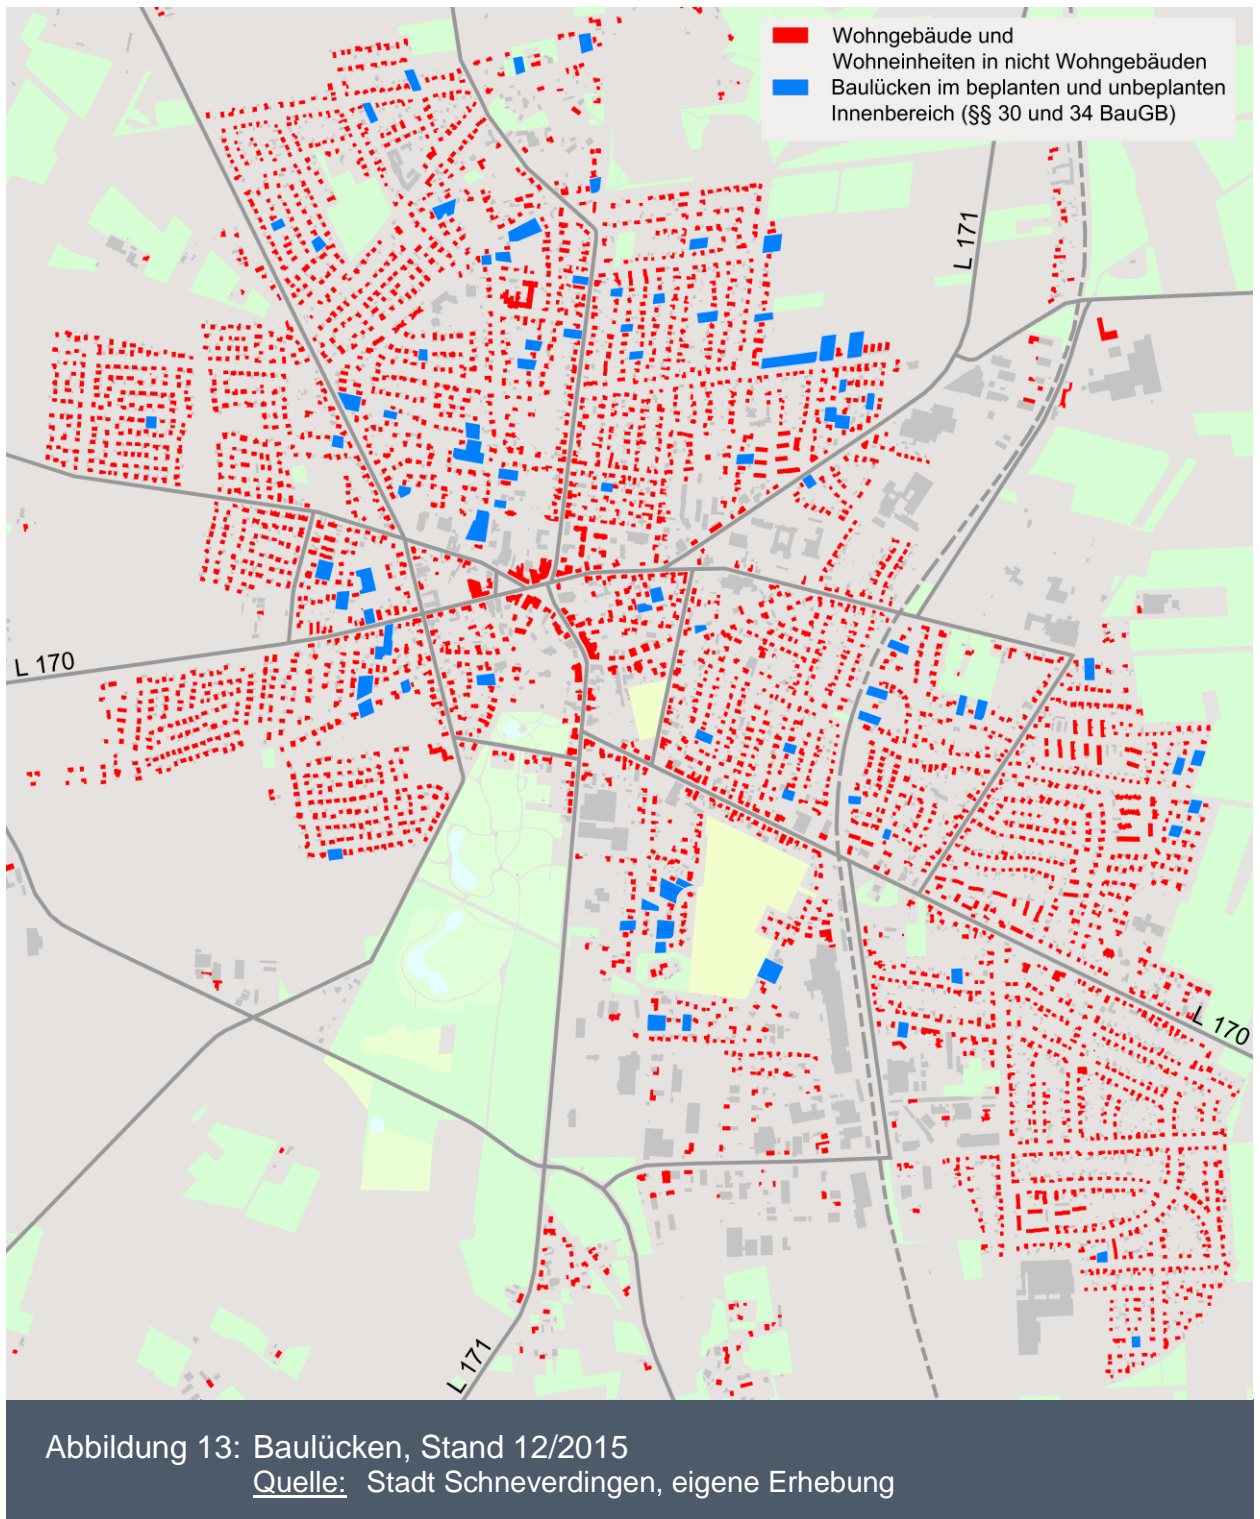 Wohngebäude und
Wohneinheiten in nicht Wohngebäuden
Baulücken im beplanten und unbeplanten
Innenbereich (§§ 30 und 34 BauGB)
L 171
L 170
L 170
L 171
Abbildung 13: Baulücken, Stand 12/2015
Quelle: Stadt Schneverdingen, eigene Erhebung